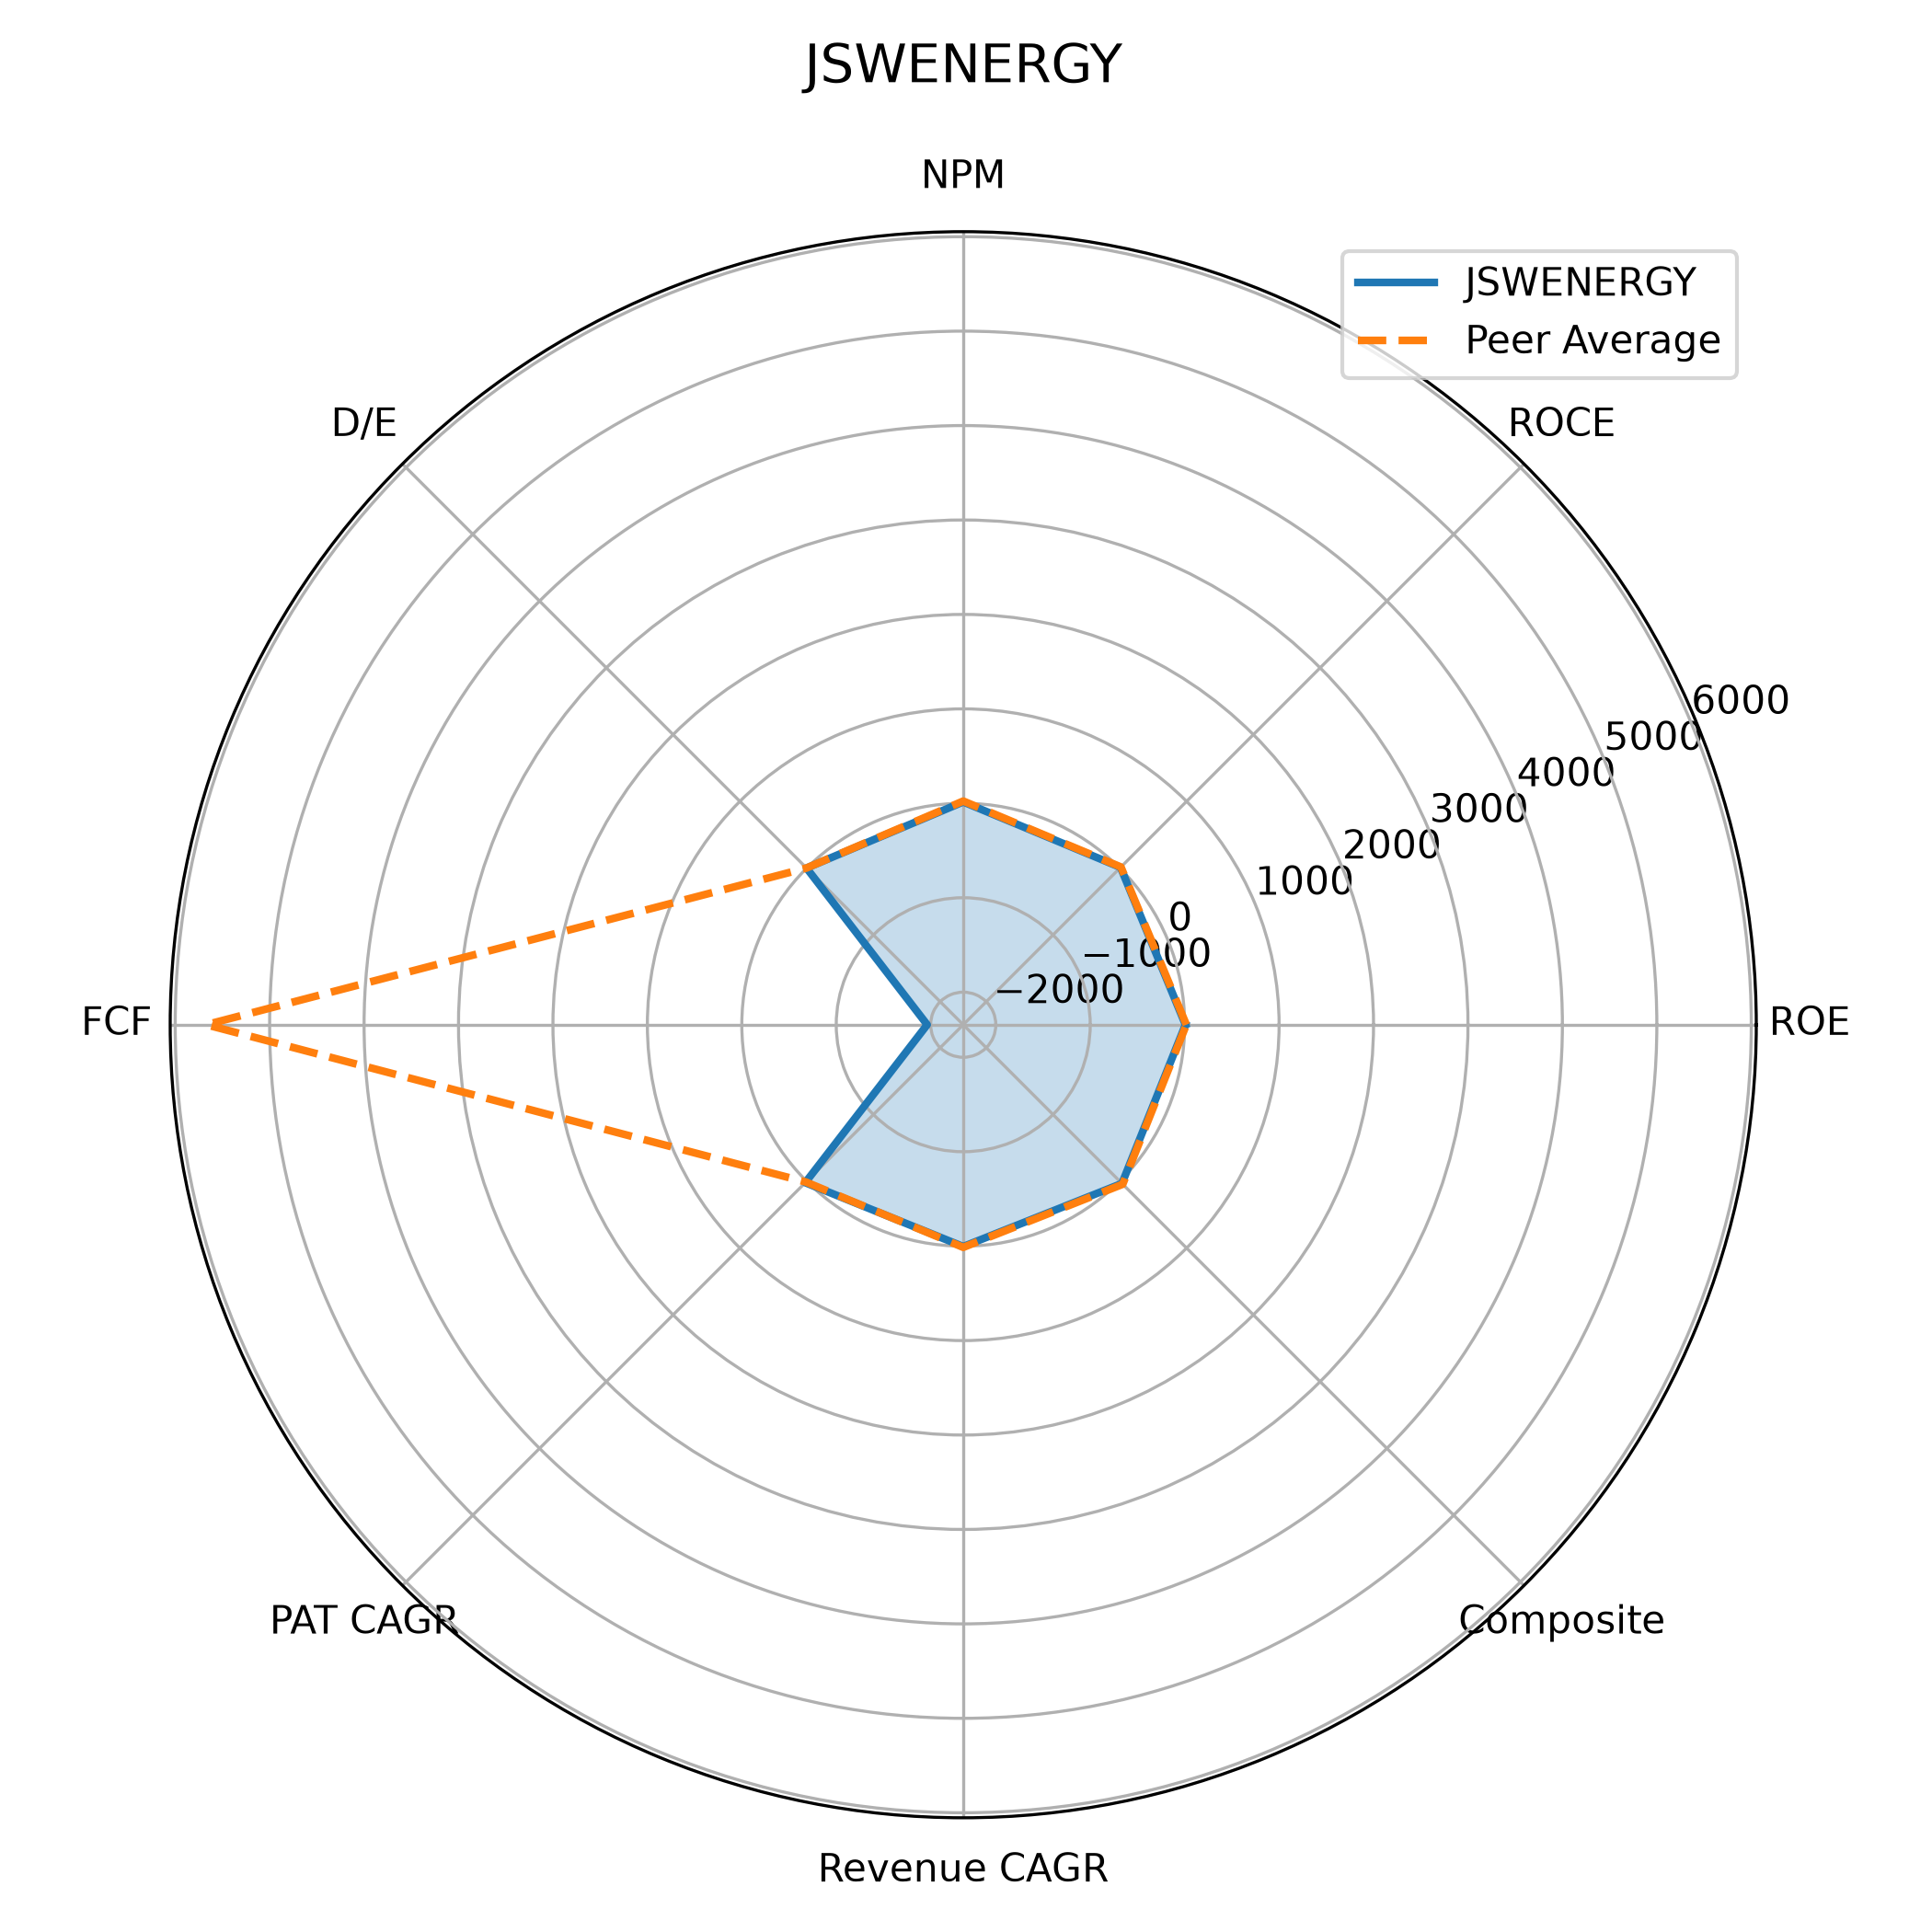 JSWENERGY
NPM
JSWENERGY
Peer Average
D/E
ROCE
6000
5000
4000
3000
2000
1000
0
−1000
−2000
FCF
ROE
PAT CAGR
Composite
Revenue CAGR